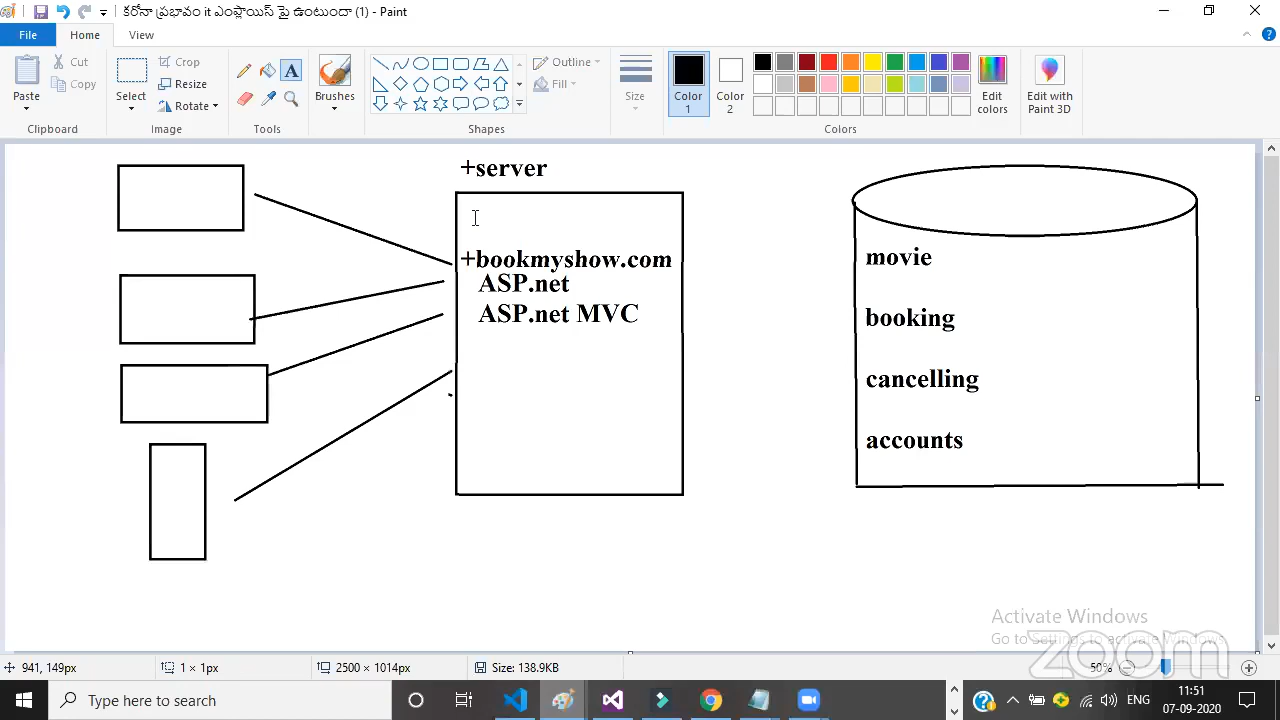 కరోనా ప్రభావం it ఎంప్లాయిస్ పై ఉంటుందా (1) - Paint
File
Home
View
Paste
Cut
Copy
Clipboard
Select
Crop
Resize
Rotate
Image
A
Tools
Brushes
Outline
Fill
Shapes
Size
Color 1
Color 2
Edit colors
Colors
Edit with Paint 3D
+server
+bookmyshow.com
ASP.net
ASP.net MVC
movie
booking
cancelling
accounts
Activate Windows
Go to Settings to activate Windows.
zoom
941, 149px
1 × 1px
2500 × 1014px
Size: 138.9KB
50%
Type here to search
ENG
11:51
07-09-2020